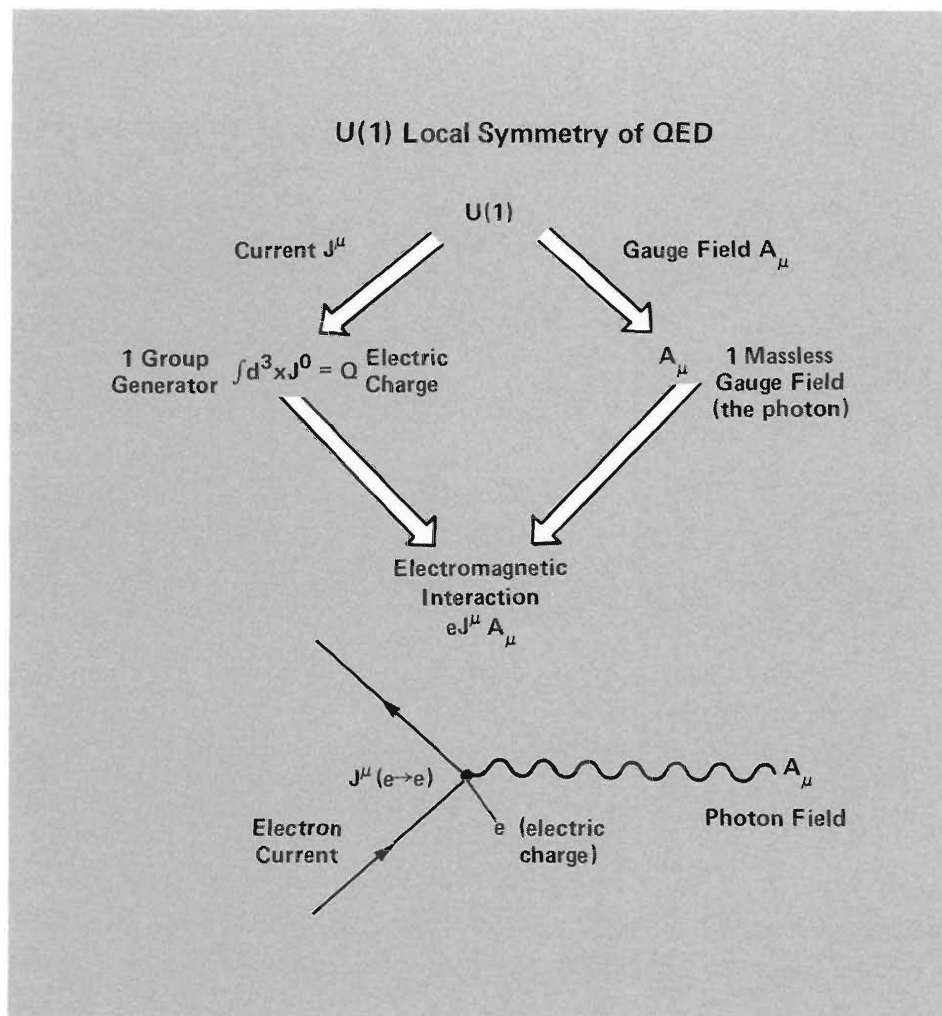 U(1) Local Symmetry of QED
U(1)
Current J^μ
Gauge Field A_μ
1 Group
Generator
∫d³xJ⁰ = Q
Electric
Charge
A_μ
1 Massless
Gauge Field
(the photon)
Electromagnetic
Interaction
eJ^μ A_μ
J^μ (e→e)
A_μ
Electron
Current
e (electric
charge)
Photon Field